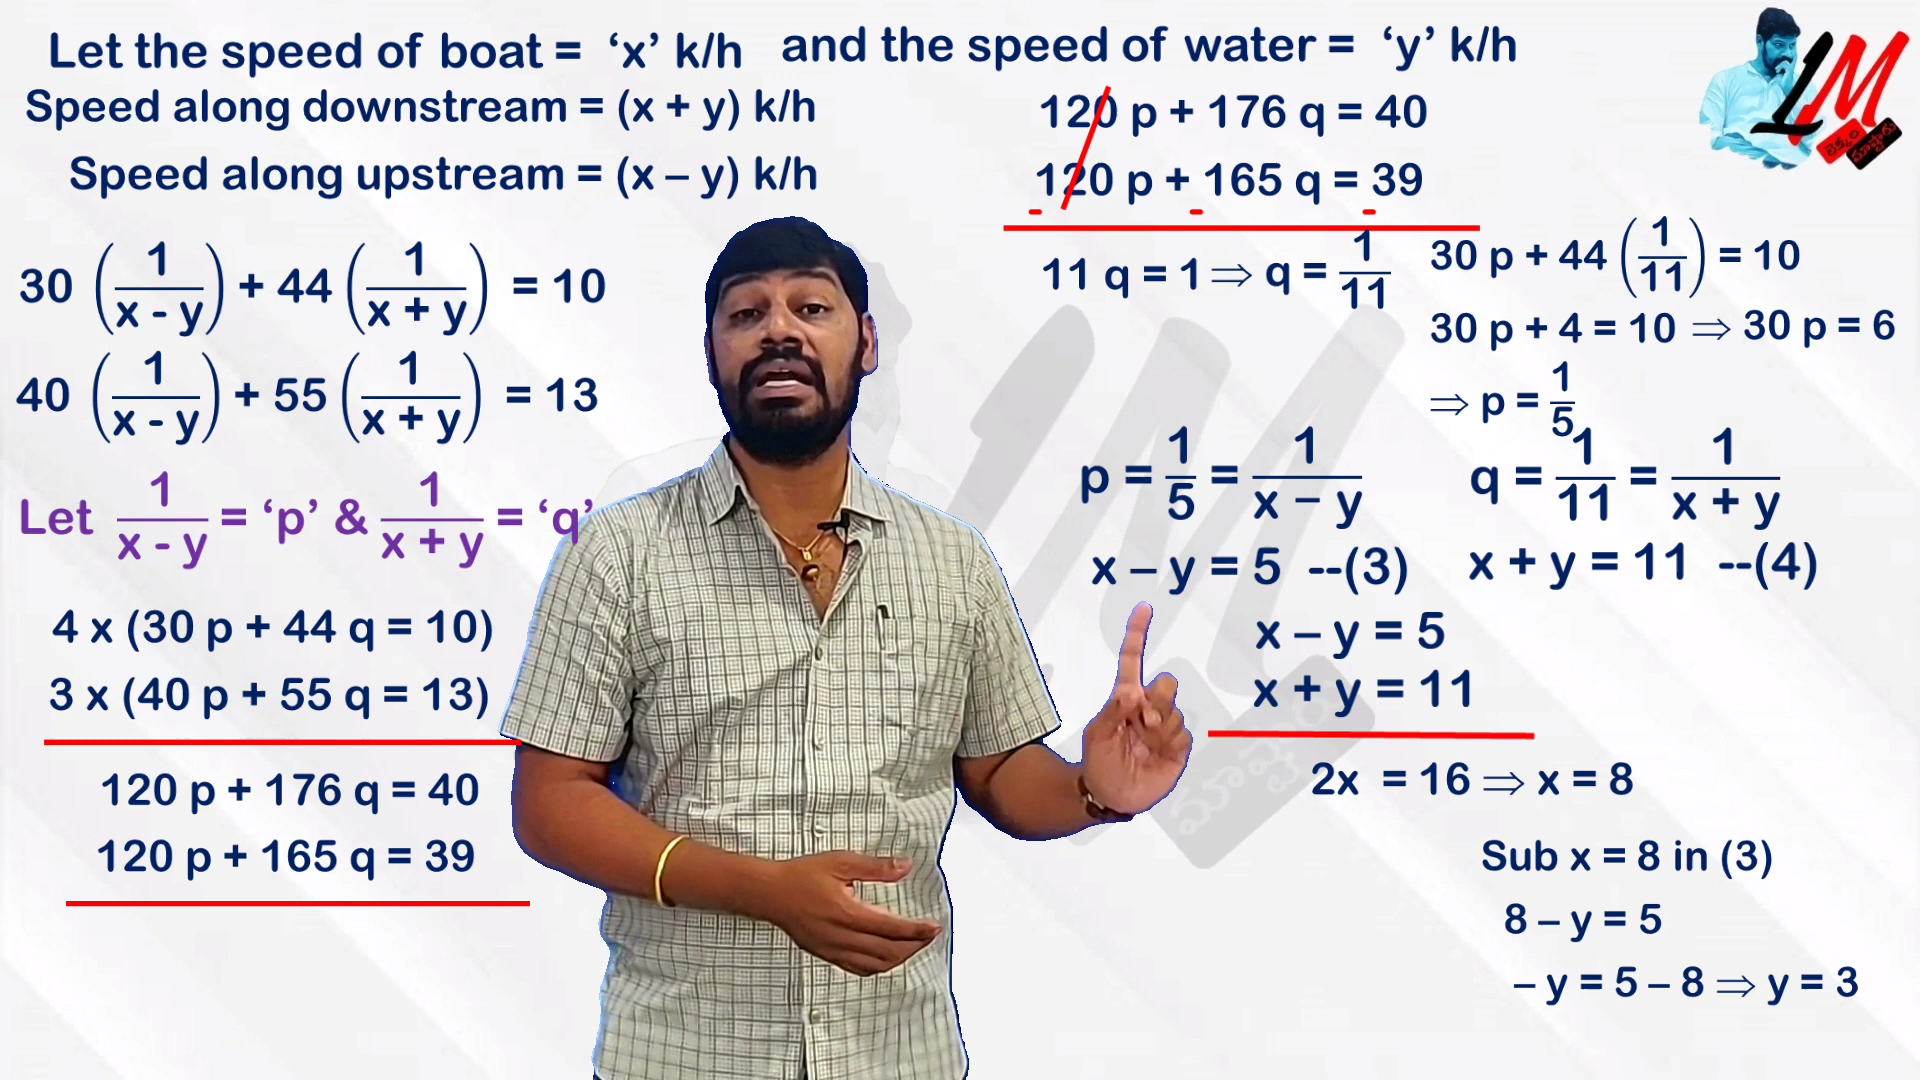 Let the speed of boat = ‘x’ k/h and the speed of water = ‘y’ k/h
Speed along downstream = (x + y) k/h
Speed along upstream = (x – y) k/h
30 (1/(x - y)) + 44 (1/(x + y)) = 10
40 (1/(x - y)) + 55 (1/(x + y)) = 13
Let 1/(x - y) = ‘p’ & 1/(x + y) = ‘q’
4 x (30 p + 44 q = 10)
3 x (40 p + 55 q = 13)
120 p + 176 q = 40
120 p + 165 q = 39
120 p + 176 q = 40
120 p + 165 q = 39
- - -
11 q = 1 ⇒ q = 1/11
30 p + 44 (1/11) = 10
30 p + 4 = 10 ⇒ 30 p = 6
⇒ p = 1/5
p = 1/5 = 1/(x – y)
q = 1/11 = 1/(x + y)
x – y = 5 --(3)
x + y = 11 --(4)
x – y = 5
x + y = 11
2x = 16 ⇒ x = 8
Sub x = 8 in (3)
8 – y = 5
– y = 5 – 8 ⇒ y = 3
LM